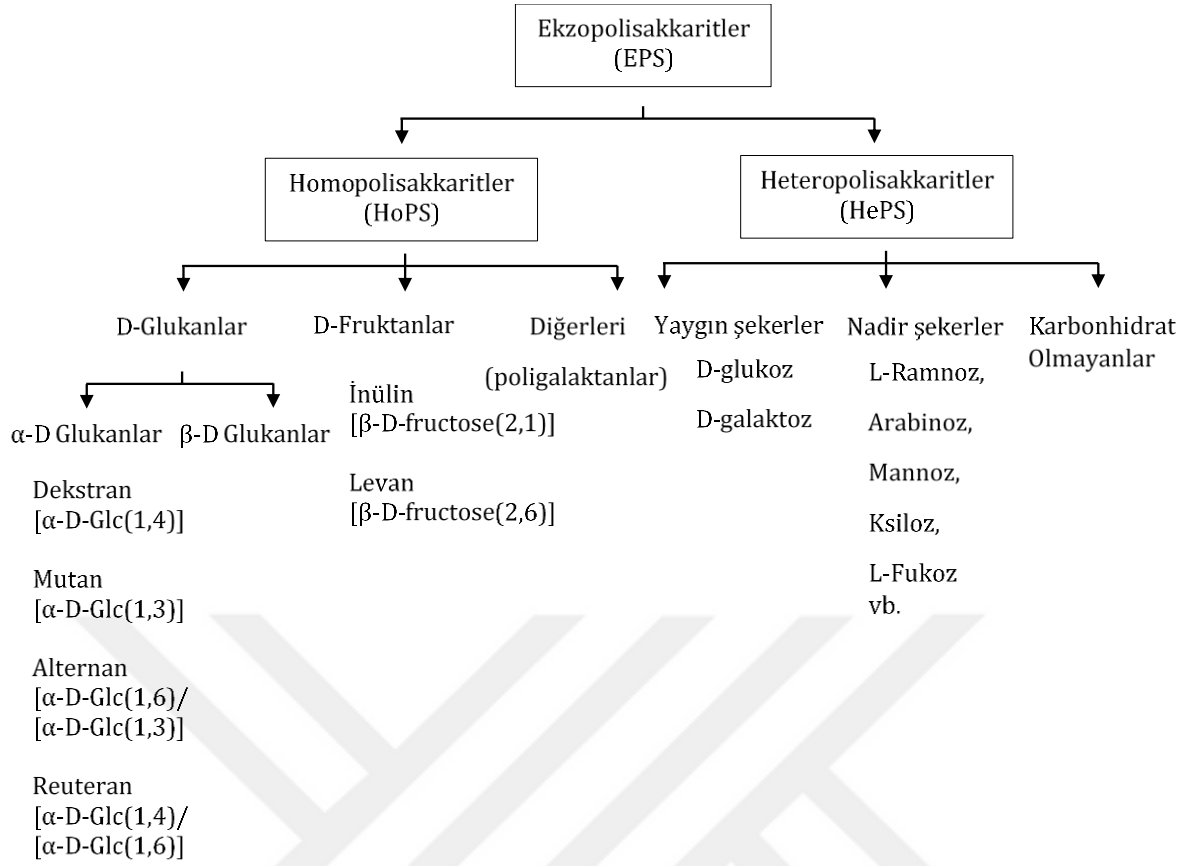 Ekzopolisakkaritler
(EPS)
Homopolisakkaritler
(HoPS)
Heteropolisakkaritler
(HePS)
D-Glukanlar
D-Fruktanlar
Diğerleri
(poligalaktanlar)
Yaygın şekerler
Nadir şekerler
Karbonhidrat
Olmayanlar
α-D Glukanlar
β-D Glukanlar
Dekstran
[α-D-Glc(1,4)]
Mutan
[α-D-Glc(1,3)]
Alternan
[α-D-Glc(1,6)/
[α-D-Glc(1,3)]
Reuteran
[α-D-Glc(1,4)/
[α-D-Glc(1,6)]
İnülin
[β-D-fructose(2,1)]
Levan
[β-D-fructose(2,6)]
D-glukoz
D-galaktoz
L-Ramnoz,
Arabinoz,
Mannoz,
Ksiloz,
L-Fukoz
vb.